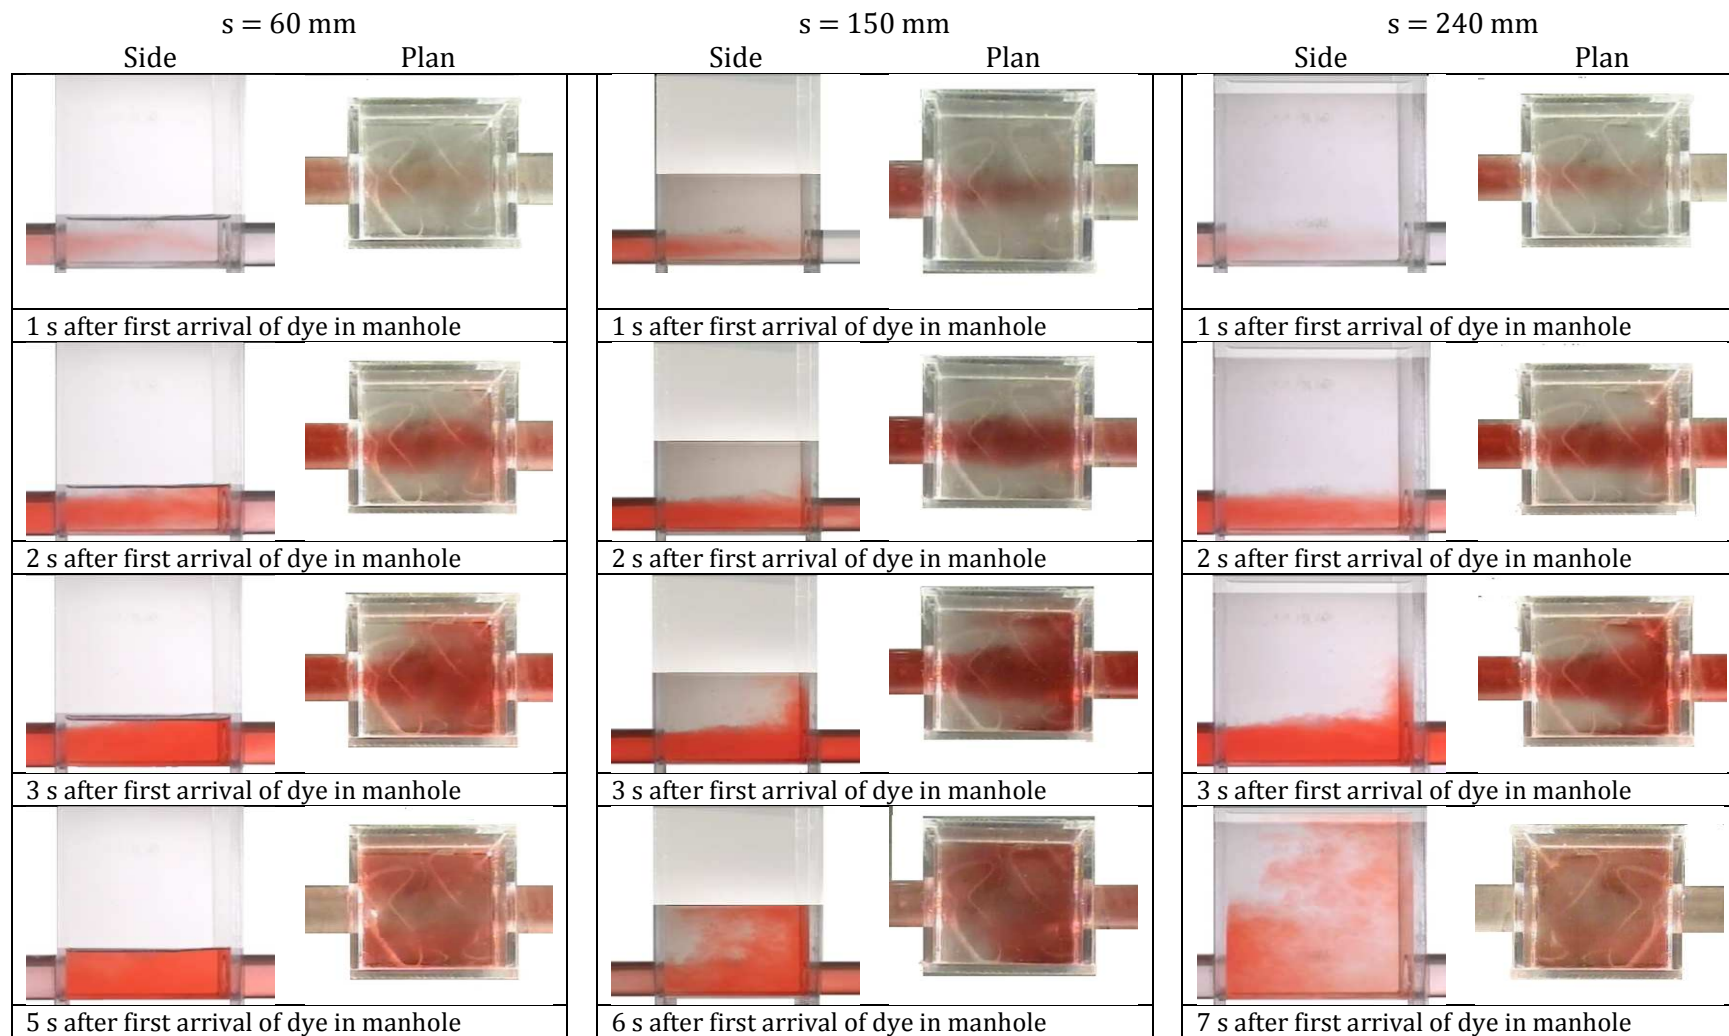 s = 60 mm s = 150 mm s = 240 mm
Side Plan Side Plan Side Plan
1 s after first arrival of dye in manhole 1 s after first arrival of dye in manhole 1 s after first arrival of dye in manhole
2 s after first arrival of dye in manhole 2 s after first arrival of dye in manhole 2 s after first arrival of dye in manhole
3 s after first arrival of dye in manhole 3 s after first arrival of dye in manhole 3 s after first arrival of dye in manhole
5 s after first arrival of dye in manhole 6 s after first arrival of dye in manhole 7 s after first arrival of dye in manhole